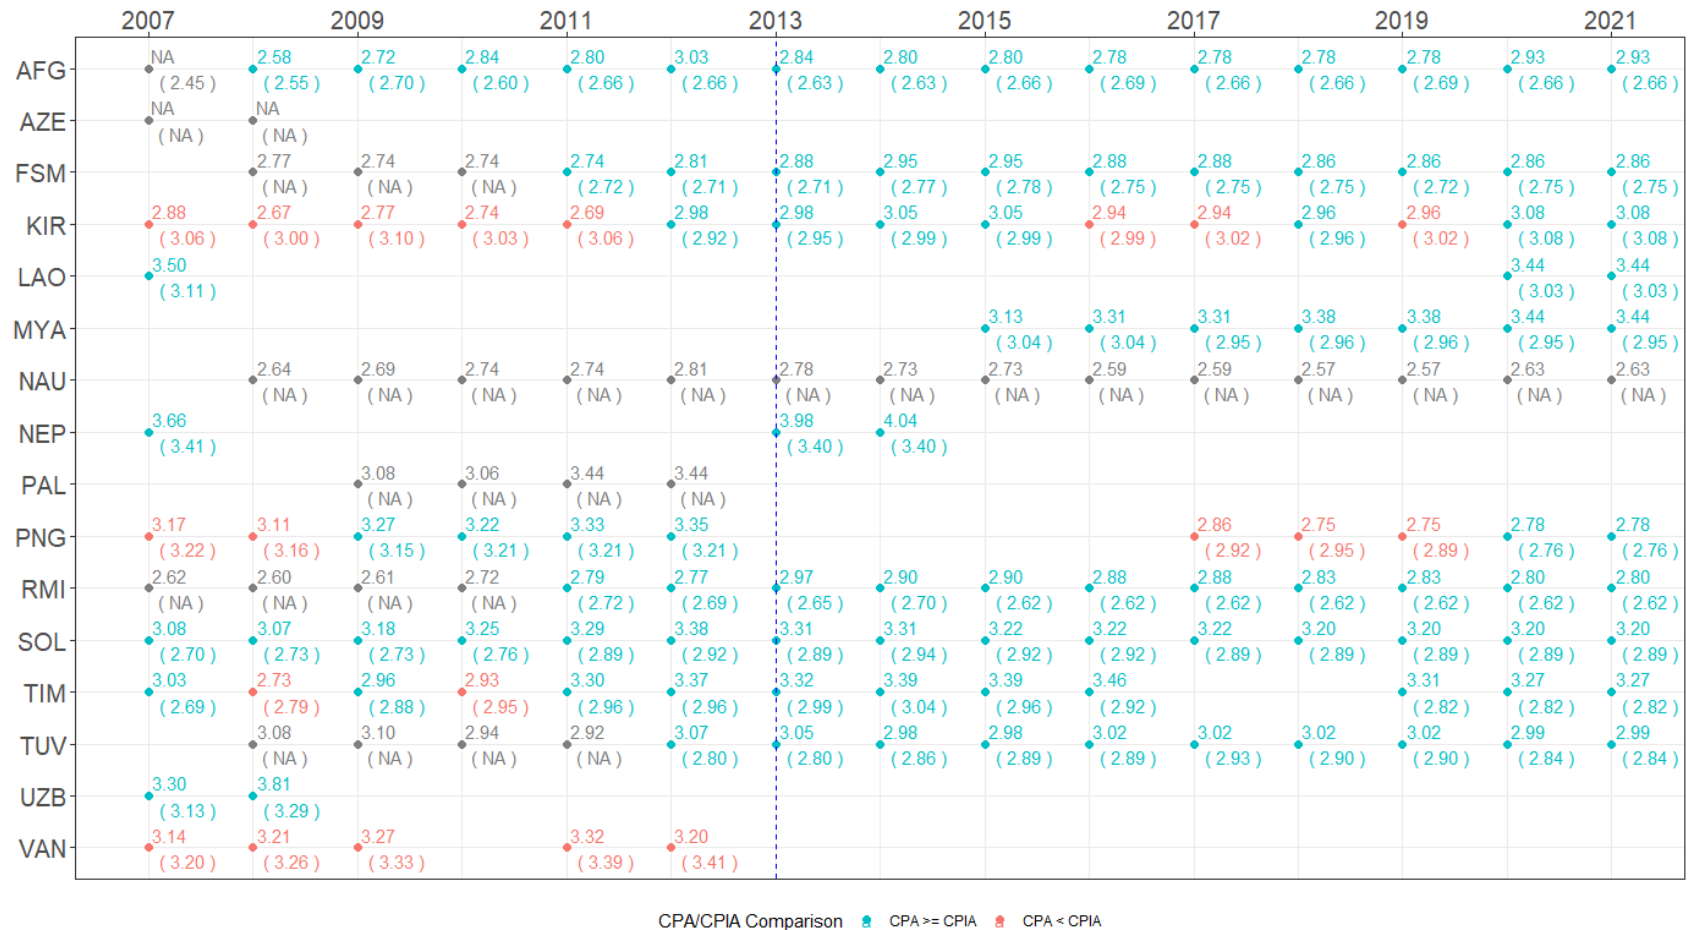 2007 2009 2011 2013 2015 2017 2019 2021
NA 2.58 2.72 2.84 2.80 3.03 2.84 2.80 2.80 2.78 2.78 2.78 2.78 2.93 2.93
AFG
( 2.45 ) ( 2.55 ) ( 2.70 ) ( 2.60 ) ( 2.66 ) ( 2.66 ) ( 2.63 ) ( 2.63 ) ( 2.66 ) ( 2.69 ) ( 2.66 ) ( 2.66 ) ( 2.69 ) ( 2.66 ) ( 2.66 )
NA NA
AZE
( NA ) ( NA )
2.77 2.74 2.74 2.74 2.81 2.88 2.95 2.95 2.88 2.88 2.86 2.86 2.86 2.86
FSM
( NA ) ( NA ) ( NA ) ( 2.72 ) ( 2.71 ) ( 2.71 ) ( 2.77 ) ( 2.78 ) ( 2.75 ) ( 2.75 ) ( 2.75 ) ( 2.72 ) ( 2.75 ) ( 2.75 )
2.88 2.67 2.77 2.74 2.69 2.98 2.98 3.05 3.05 2.94 2.94 2.96 2.96 3.08 3.08
KIR
( 3.06 ) ( 3.00 ) ( 3.10 ) ( 3.03 ) ( 3.06 ) ( 2.92 ) ( 2.95 ) ( 2.99 ) ( 2.99 ) ( 2.99 ) ( 3.02 ) ( 2.96 ) ( 3.02 ) ( 3.08 ) ( 3.08 )
3.50 3.44 3.44
LAO
( 3.11 ) ( 3.03 ) ( 3.03 )
3.13 3.31 3.31 3.38 3.38 3.44 3.44
MYA
( 3.04 ) ( 3.04 ) ( 2.95 ) ( 2.96 ) ( 2.96 ) ( 2.95 ) ( 2.95 )
2.64 2.69 2.74 2.74 2.81 2.78 2.73 2.73 2.59 2.59 2.57 2.57 2.63 2.63
NAU
( NA ) ( NA ) ( NA ) ( NA ) ( NA ) ( NA ) ( NA ) ( NA ) ( NA ) ( NA ) ( NA ) ( NA ) ( NA ) ( NA )
3.66 3.98 4.04
NEP
( 3.41 ) ( 3.40 ) ( 3.40 )
3.08 3.06 3.44 3.44
PAL
( NA ) ( NA ) ( NA ) ( NA )
3.17 3.11 3.27 3.22 3.33 3.35 2.86 2.75 2.75 2.78 2.78
PNG
( 3.22 ) ( 3.16 ) ( 3.15 ) ( 3.21 ) ( 3.21 ) ( 3.21 ) ( 2.92 ) ( 2.95 ) ( 2.89 ) ( 2.76 ) ( 2.76 )
2.62 2.60 2.61 2.72 2.79 2.77 2.97 2.90 2.90 2.88 2.88 2.83 2.83 2.80 2.80
RMI
( NA ) ( NA ) ( NA ) ( NA ) ( 2.72 ) ( 2.69 ) ( 2.65 ) ( 2.70 ) ( 2.62 ) ( 2.62 ) ( 2.62 ) ( 2.62 ) ( 2.62 ) ( 2.62 ) ( 2.62 )
3.08 3.07 3.18 3.25 3.29 3.38 3.31 3.31 3.22 3.22 3.22 3.20 3.20 3.20 3.20
SOL
( 2.70 ) ( 2.73 ) ( 2.73 ) ( 2.76 ) ( 2.89 ) ( 2.92 ) ( 2.89 ) ( 2.94 ) ( 2.92 ) ( 2.92 ) ( 2.89 ) ( 2.89 ) ( 2.89 ) ( 2.89 ) ( 2.89 )
3.03 2.73 2.96 2.93 3.30 3.37 3.32 3.39 3.39 3.46 3.31 3.27 3.27
TIM
( 2.69 ) ( 2.79 ) ( 2.88 ) ( 2.95 ) ( 2.96 ) ( 2.96 ) ( 2.99 ) ( 3.04 ) ( 2.96 ) ( 2.92 ) ( 2.82 ) ( 2.82 ) ( 2.82 )
3.08 3.10 2.94 2.92 3.07 3.05 2.98 2.98 3.02 3.02 3.02 3.02 2.99 2.99
TUV
( NA ) ( NA ) ( NA ) ( NA ) ( 2.80 ) ( 2.80 ) ( 2.86 ) ( 2.89 ) ( 2.89 ) ( 2.93 ) ( 2.90 ) ( 2.90 ) ( 2.84 ) ( 2.84 )
3.30 3.81
UZB
( 3.13 ) ( 3.29 )
3.14 3.21 3.27 3.32 3.20
VAN
( 3.20 ) ( 3.26 ) ( 3.33 ) ( 3.39 ) ( 3.41 )
CPA/CPIA Comparison CPA >= CPIA CPA < CPIA